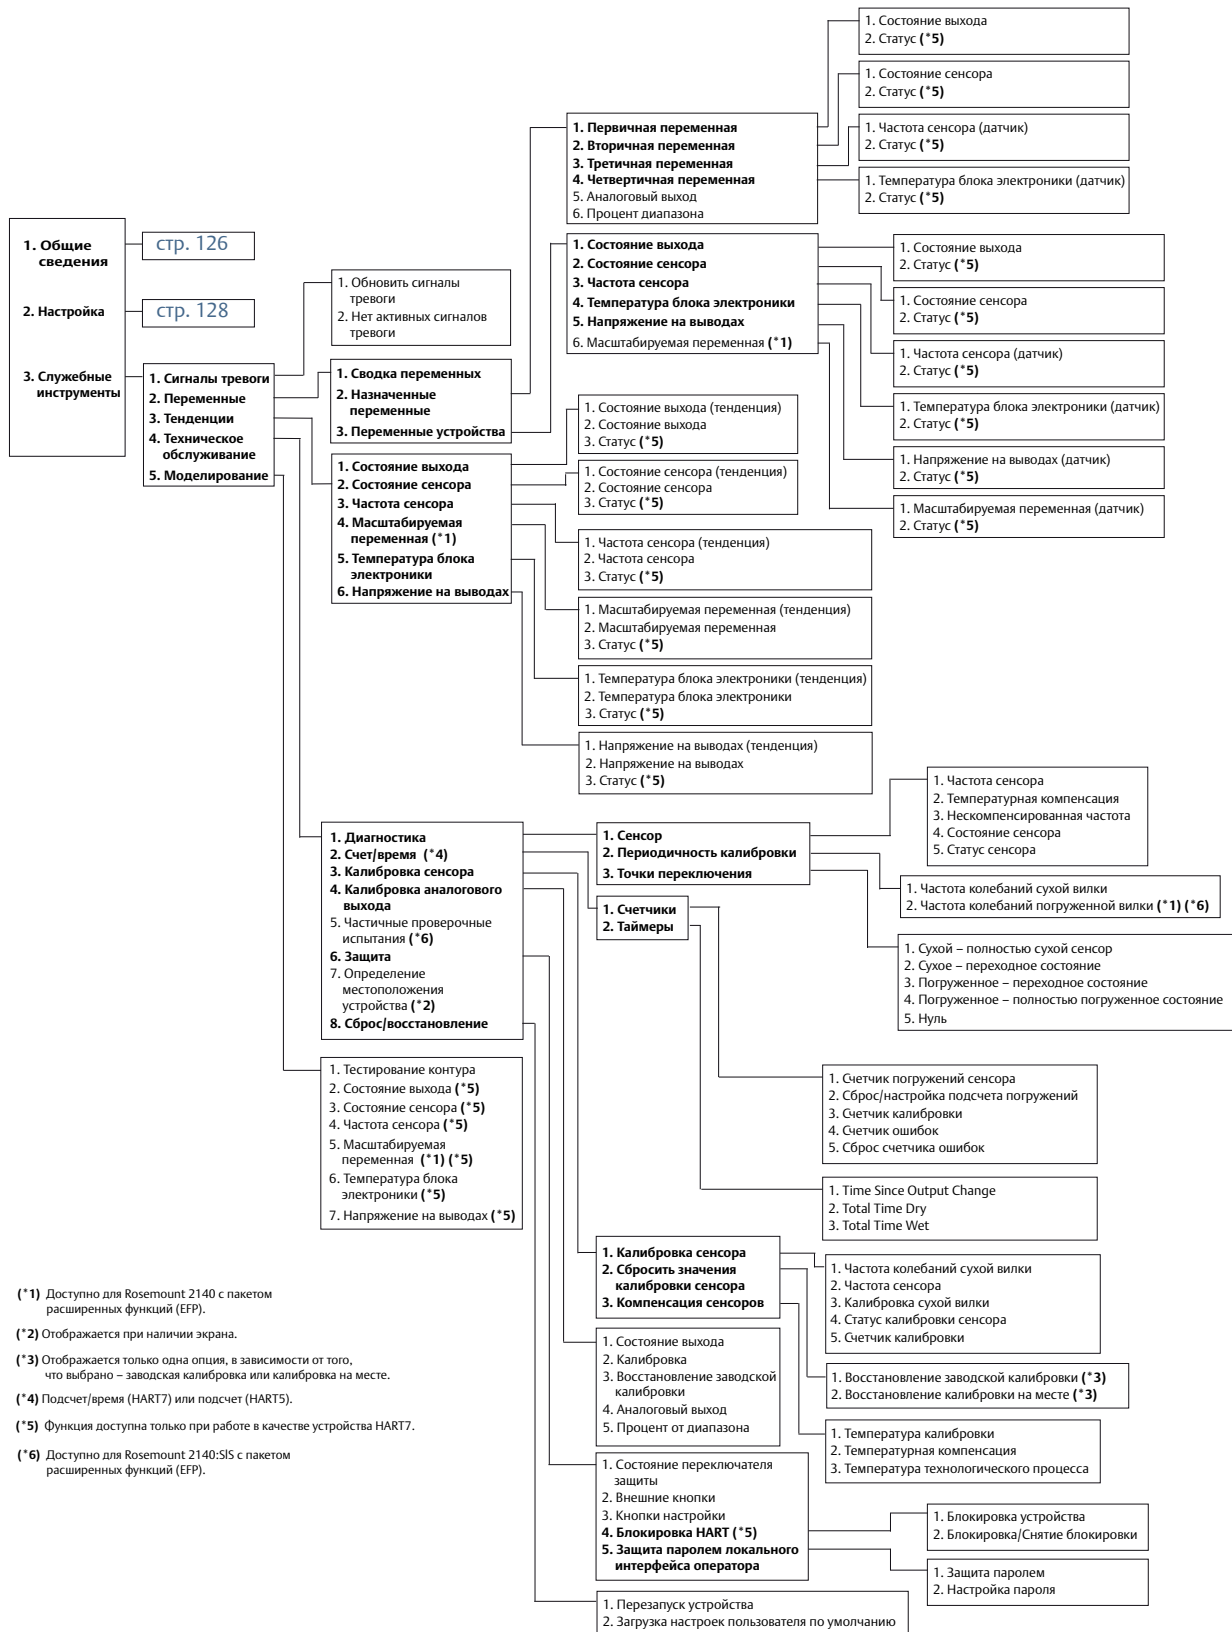 1. Общие
сведения
стр. 126
2. Настройка
стр. 128
3. Служебные
инструменты
1. Сигналы тревоги
2. Переменные
3. Тенденции
4. Техническое
обслуживание
5. Моделирование
1. Обновить сигналы
тревоги
2. Нет активных сигналов
тревоги
1. Сводка переменных
2. Назначенные
переменные
3. Переменные устройства
1. Первичная переменная
2. Вторичная переменная
3. Третичная переменная
4. Четвертичная переменная
5. Аналоговый выход
6. Процент диапазона
1. Состояние выхода
2. Статус (*5)
1. Состояние сенсора
2. Статус (*5)
1. Частота сенсора (датчик)
2. Статус (*5)
1. Температура блока электроники (датчик)
2. Статус (*5)
1. Состояние выхода
2. Состояние сенсора
3. Частота сенсора
4. Температура блока электроники
5. Напряжение на выводах
6. Масштабируемая переменная (*1)
1. Состояние выхода
2. Статус (*5)
1. Состояние сенсора
2. Статус (*5)
1. Частота сенсора (датчик)
2. Статус (*5)
1. Температура блока электроники (датчик)
2. Статус (*5)
1. Напряжение на выводах (датчик)
2. Статус (*5)
1. Масштабируемая переменная (датчик)
2. Статус (*5)
1. Состояние выхода
2. Состояние сенсора
3. Частота сенсора
4. Масштабируемая
переменная (*1)
5. Температура блока
электроники
6. Напряжение на выводах
1. Состояние выхода (тенденция)
2. Состояние выхода
3. Статус (*5)
1. Состояние сенсора (тенденция)
2. Состояние сенсора
3. Статус (*5)
1. Частота сенсора (тенденция)
2. Частота сенсора
3. Статус (*5)
1. Масштабируемая переменная (тенденция)
2. Масштабируемая переменная
3. Статус (*5)
1. Температура блока электроники (тенденция)
2. Температура блока электроники
3. Статус (*5)
1. Напряжение на выводах (тенденция)
2. Напряжение на выводах
3. Статус (*5)
1. Диагностика
2. Счет/время (*4)
3. Калибровка сенсора
4. Калибровка аналогового
выхода
5. Частичные проверочные
испытания (*6)
6. Защита
7. Определение
местоположения
устройства (*2)
8. Сброс/восстановление
1. Сенсор
2. Периодичность калибровки
3. Точки переключения
1. Частота сенсора
2. Температурная компенсация
3. Нескомпенсированная частота
4. Состояние сенсора
5. Статус сенсора
1. Частота колебаний сухой вилки
2. Частота колебаний погруженной вилки (*1) (*6)
1. Сухой – полностью сухой сенсор
2. Сухое – переходное состояние
3. Погруженное – переходное состояние
4. Погруженное – полностью погруженное состояние
5. Нуль
1. Счетчики
2. Таймеры
1. Счетчик погружений сенсора
2. Сброс/настройка подсчета погружений
3. Счетчик калибровки
4. Счетчик ошибок
5. Сброс счетчика ошибок
1. Time Since Output Change
2. Total Time Dry
3. Total Time Wet
1. Тестирование контура
2. Состояние выхода (*5)
3. Состояние сенсора (*5)
4. Частота сенсора (*5)
5. Масштабируемая
переменная (*1) (*5)
6. Температура блока
электроники (*5)
7. Напряжение на выводах (*5)
1. Калибровка сенсора
2. Сбросить значения
калибровки сенсора
3. Компенсация сенсоров
1. Частота колебаний сухой вилки
2. Частота сенсора
3. Калибровка сухой вилки
4. Статус калибровки сенсора
5. Счетчик калибровки
1. Восстановление заводской калибровки (*3)
2. Восстановление калибровки на месте (*3)
1. Температура калибровки
2. Температурная компенсация
3. Температура технологического процесса
1. Состояние выхода
2. Калибровка
3. Восстановление заводской
калибровки
4. Аналоговый выход
5. Процент от диапазона
1. Состояние переключателя
защиты
2. Внешние кнопки
3. Кнопки настройки
4. Блокировка HART (*5)
5. Защита паролем локального
интерфейса оператора
1. Блокировка устройства
2. Блокировка/Снятие блокировки
1. Защита паролем
2. Настройка пароля
1. Перезапуск устройства
2. Загрузка настроек пользователя по умолчанию
(*1) Доступно для Rosemount 2140 с пакетом
расширенных функций (EFP).
(*2) Отображается при наличии экрана.
(*3) Отображается только одна опция, в зависимости от того,
что выбрано – заводская калибровка или калибровка на месте.
(*4) Подсчет/время (HART7) или подсчет (HART5).
(*5) Функция доступна только при работе в качестве устройства HART7.
(*6) Доступно для Rosemount 2140:SIS с пакетом
расширенных функций (EFP).